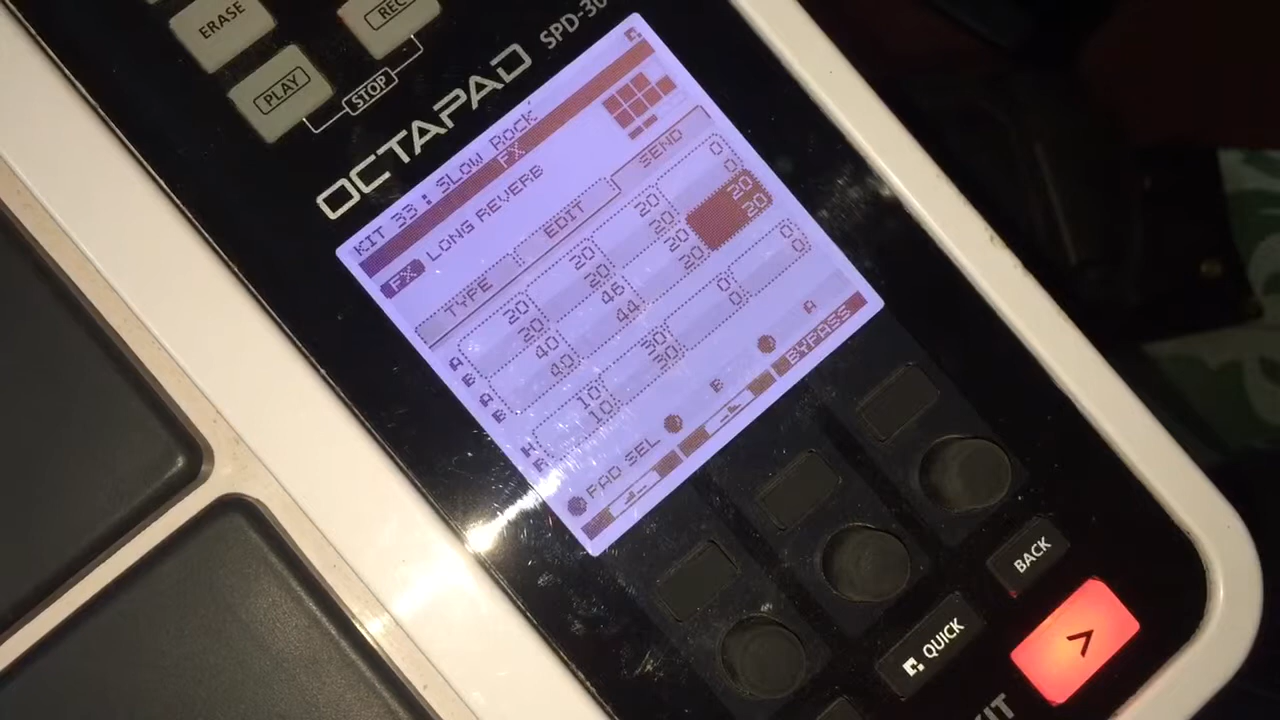 ERASE
REC
PLAY
STOP
OCTAPAD SPD-30
KIT 33: SLOW ROCK
FX
FX LONG REVERB
TYPE EDIT SEND
A 20 20 20 0
B 20 20 20 0
A 40 46 20 20
B 40 44 20 20
H 10 30 0 0
10 30 0 0
PAD SEL B A
BYPASS
BACK
QUICK
>
KIT